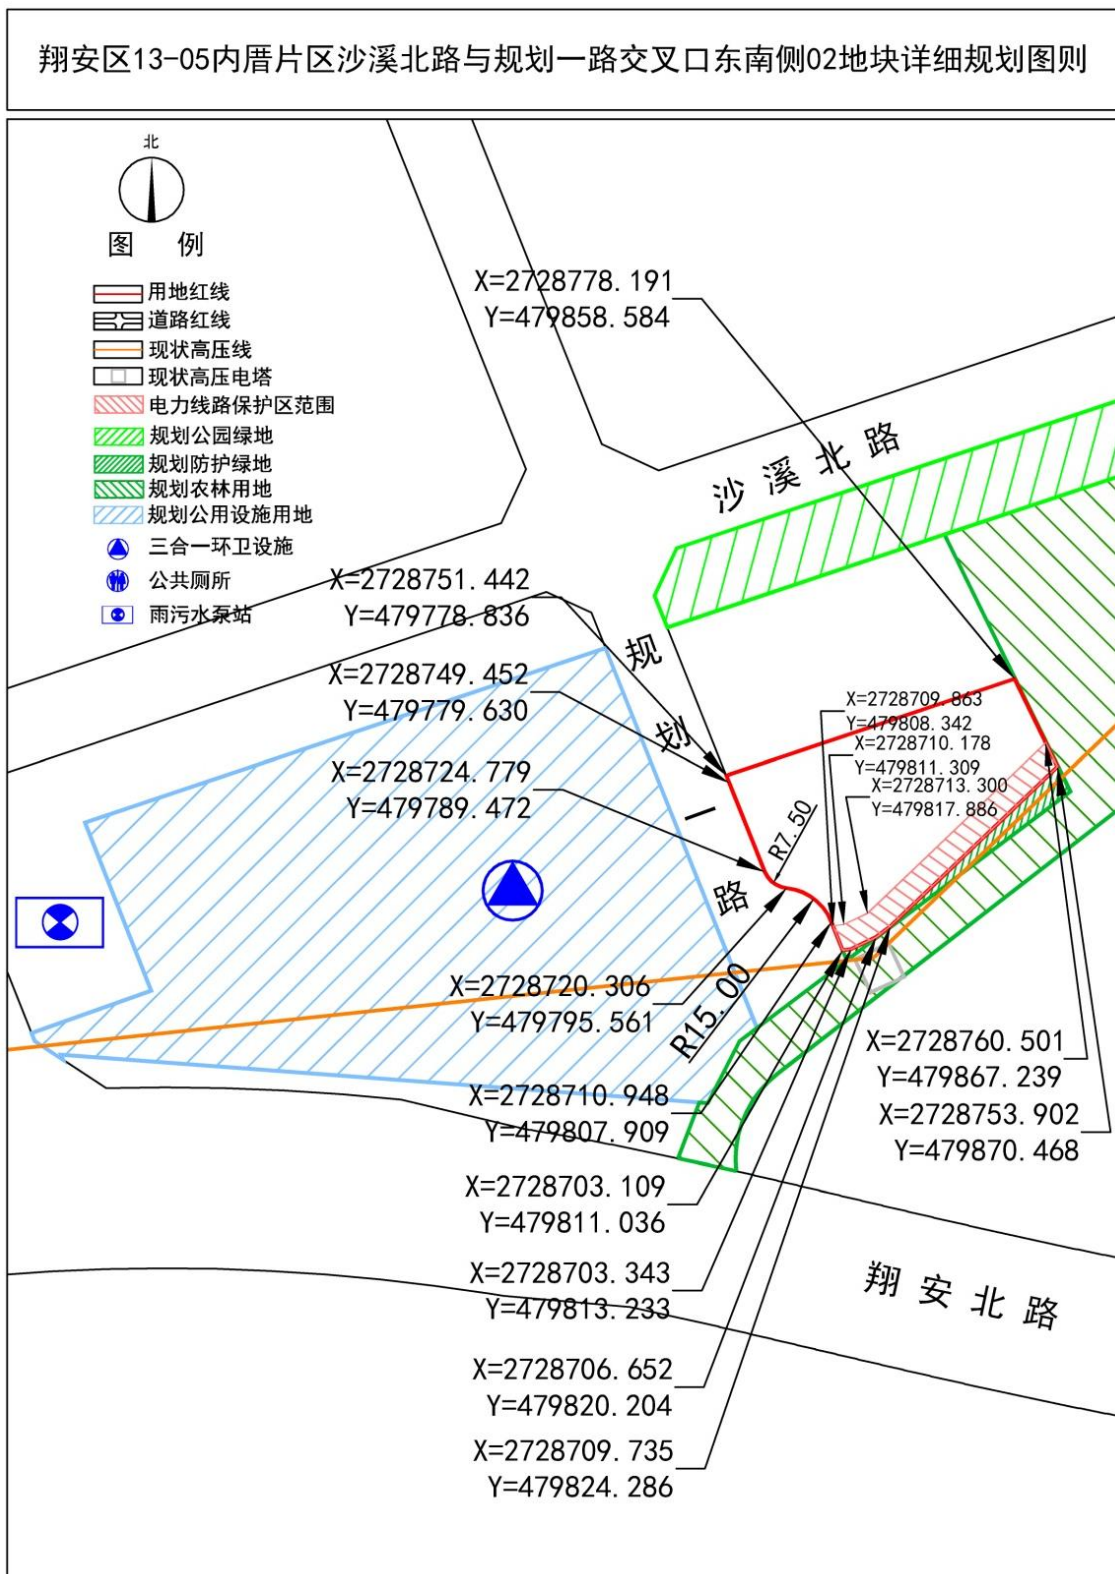 翔安区13-05内厝片区沙溪北路与规划一路交叉口东南侧02地块详细规划图则
北
图 例
用地红线
道路红线
现状高压线
现状高压电塔
电力线路保护区范围
规划公园绿地
规划防护绿地
规划农林用地
规划公用设施用地
三合一环卫设施
公共厕所
雨污水泵站
X=2728778.191
Y=479858.584
沙溪北路
X=2728751.442
Y=479778.836
X=2728749.452
Y=479779.630
X=2728724.779
Y=479789.472
规划一路
X=2728709.863
Y=479808.342
X=2728710.178
Y=479811.309
X=2728713.300
Y=479817.886
R7.50
R15.00
X=2728720.306
Y=479795.561
X=2728710.948
Y=479807.909
X=2728703.109
Y=479811.036
X=2728703.343
Y=479813.233
X=2728706.652
Y=479820.204
X=2728709.735
Y=479824.286
X=2728760.501
Y=479867.239
X=2728753.902
Y=479870.468
翔安北路